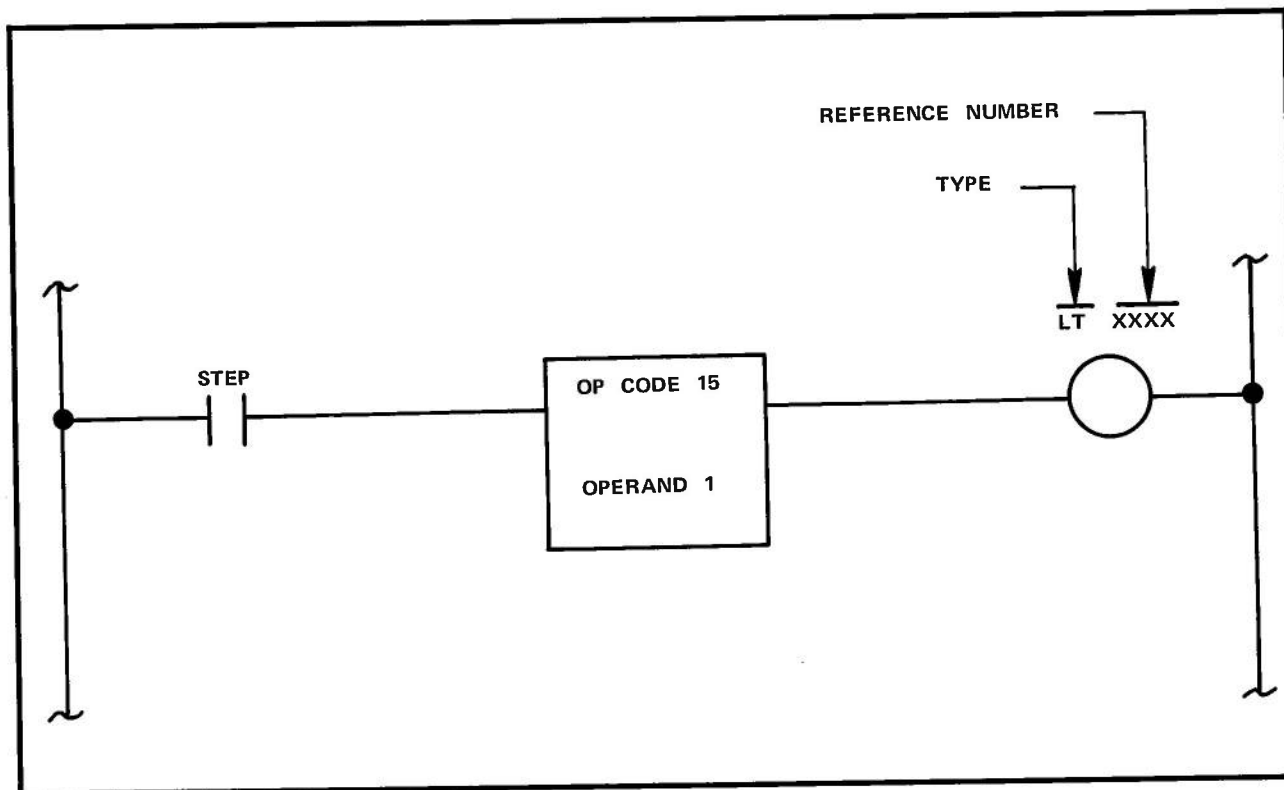 REFERENCE NUMBER
TYPE
LT XXXX
STEP
OP CODE 15
OPERAND 1